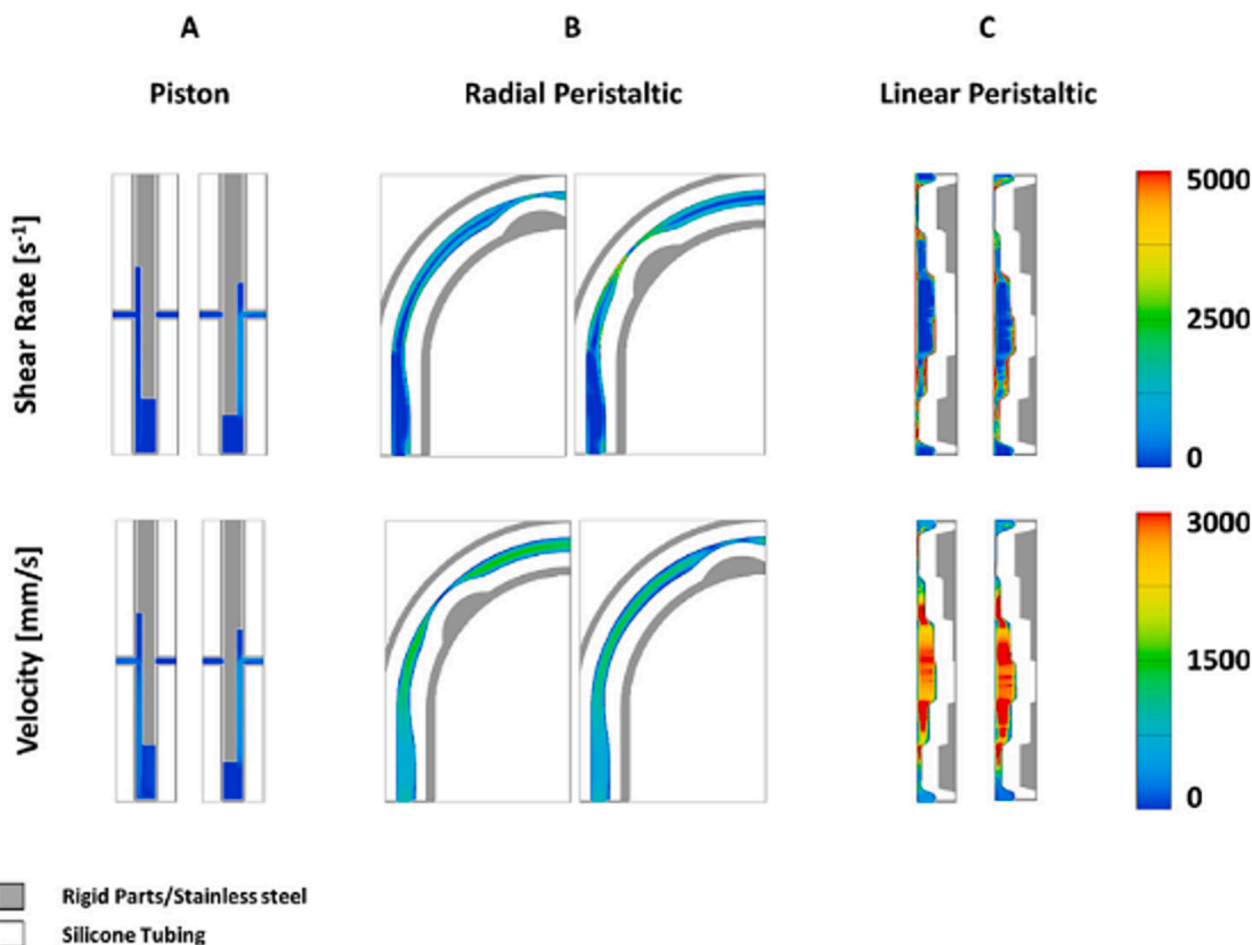 A B C
Piston Radial Peristaltic Linear Peristaltic
Shear Rate [s-1]
5000
2500
0
Velocity [mm/s]
3000
1500
0
Rigid Parts/Stainless steel
Silicone Tubing